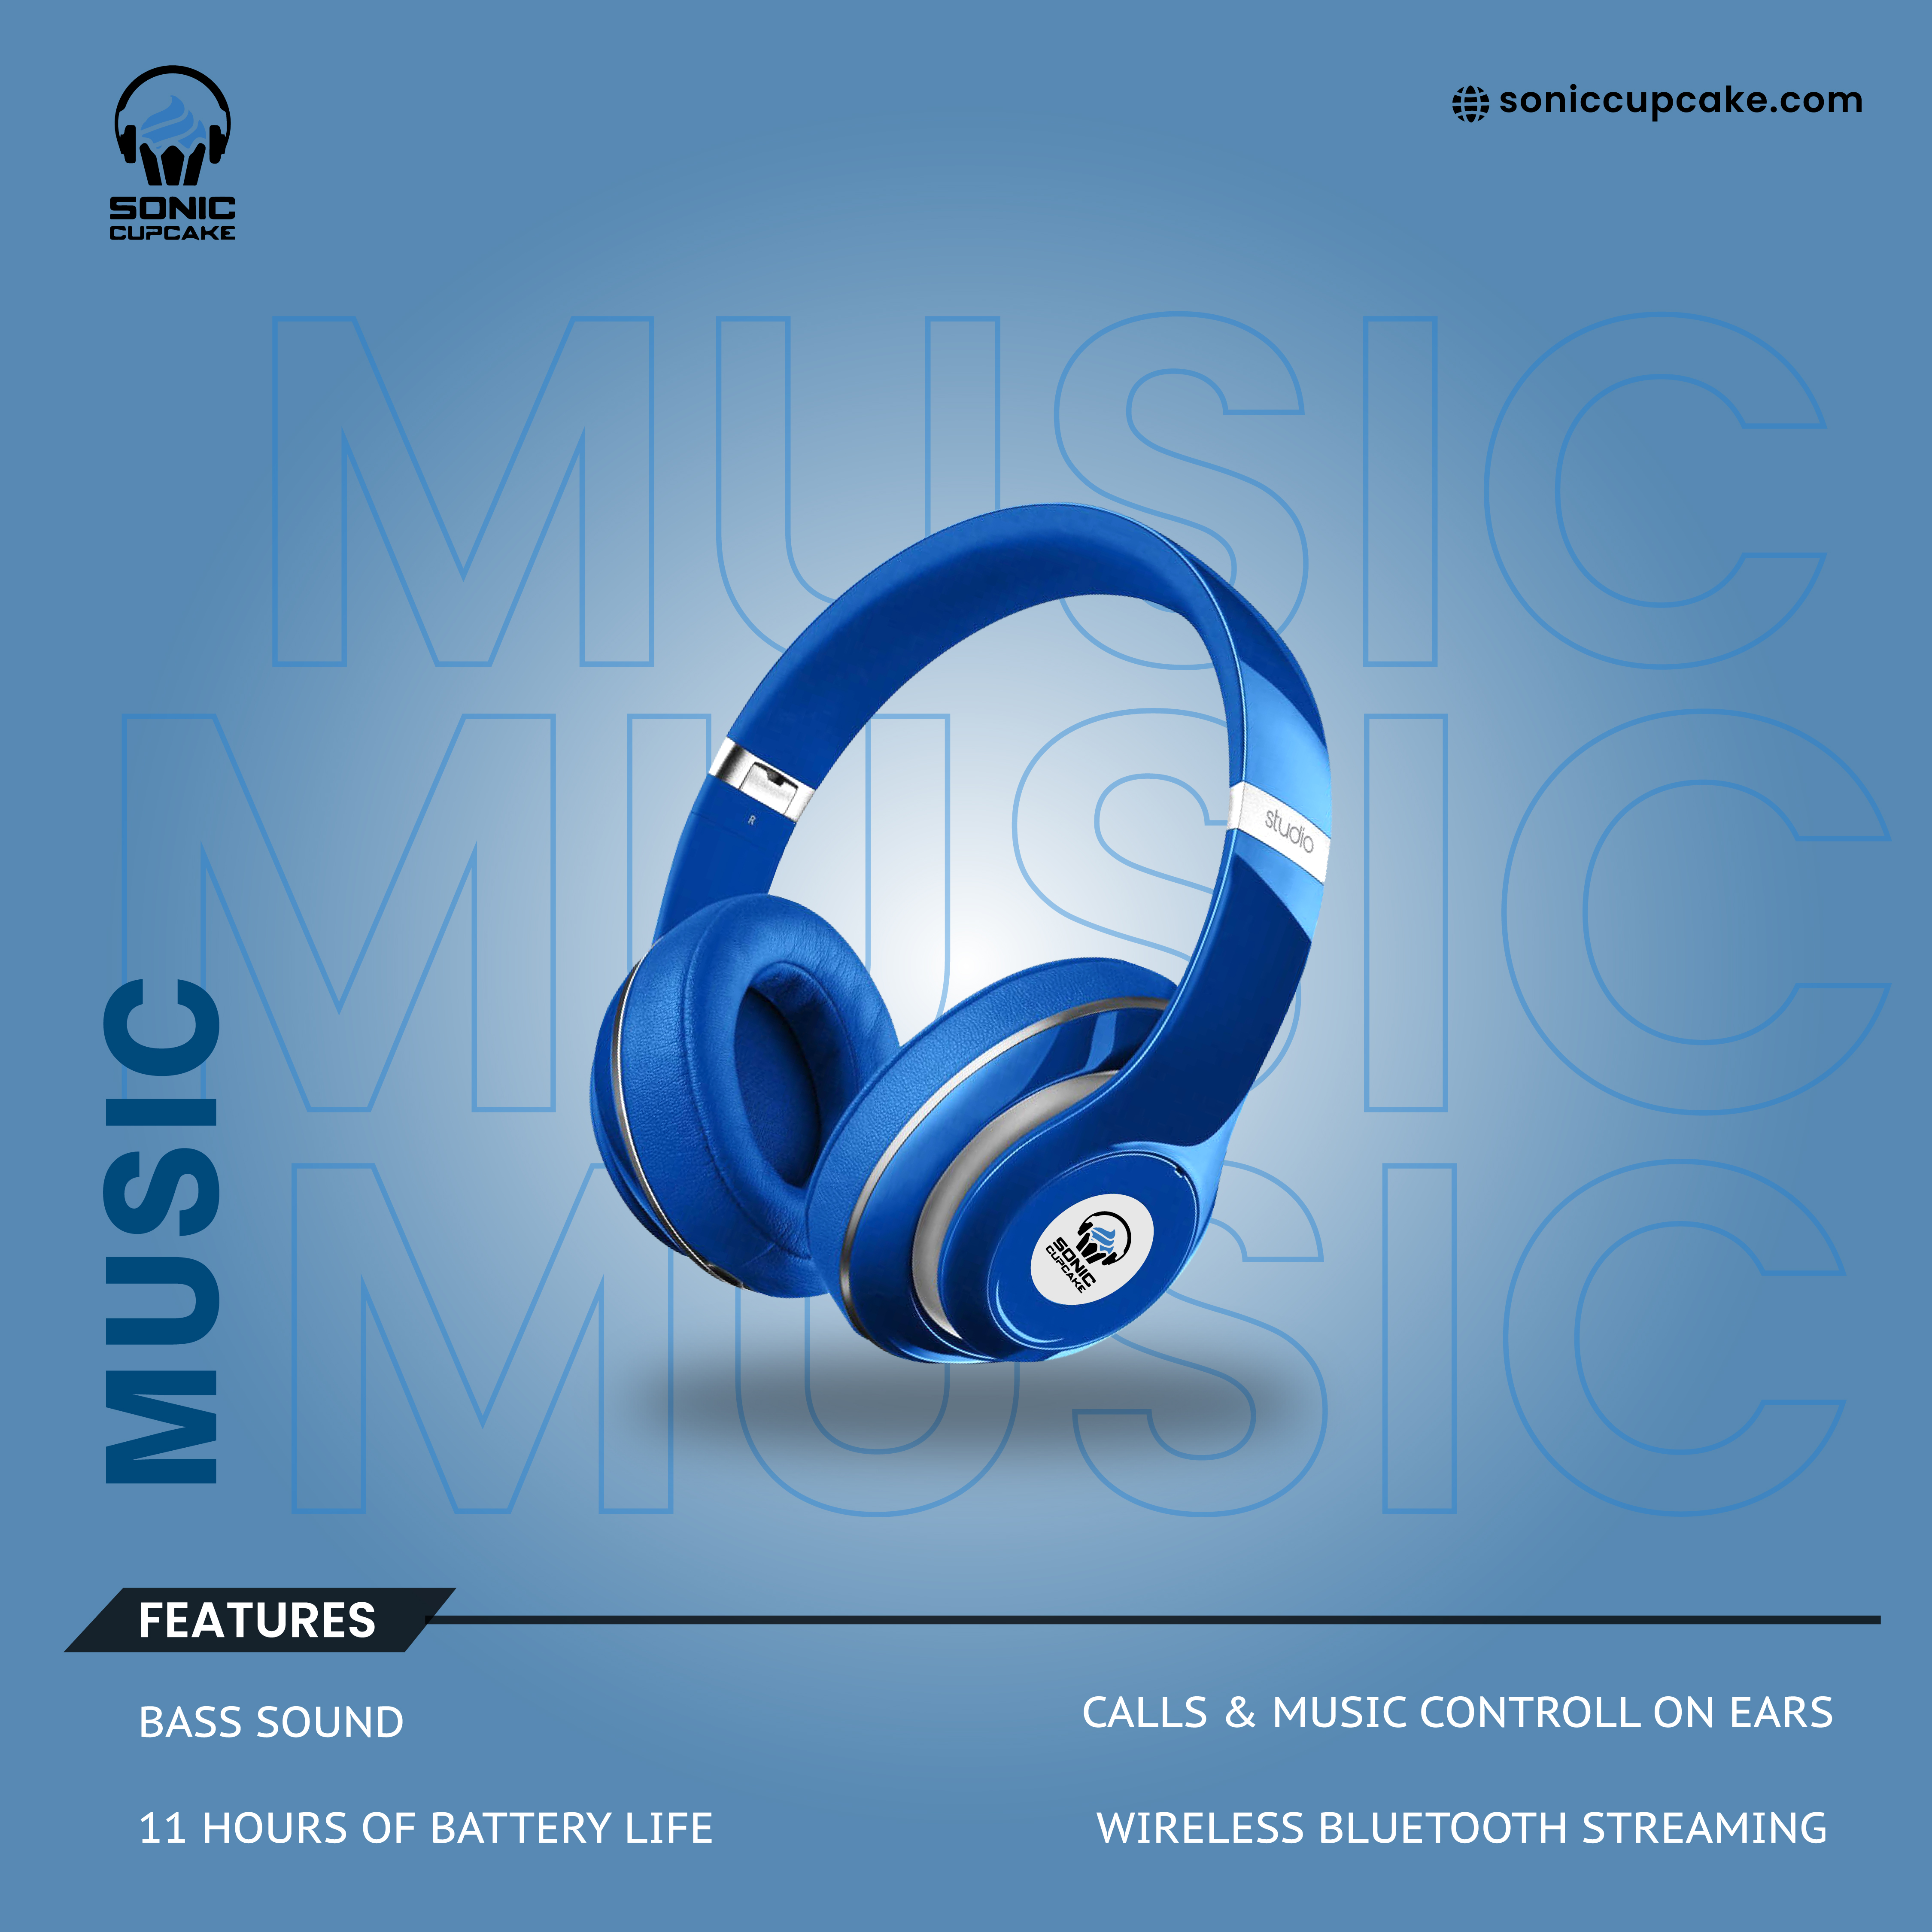 SONIC
CUPCAKE
soniccupcake.com
MUSIC
MUSIC
MUSIC
MUSIC
R
studio
SONIC
CUPCAKE
FEATURES
BASS SOUND
CALLS & MUSIC CONTROLL ON EARS
11 HOURS OF BATTERY LIFE
WIRELESS BLUETOOTH STREAMING